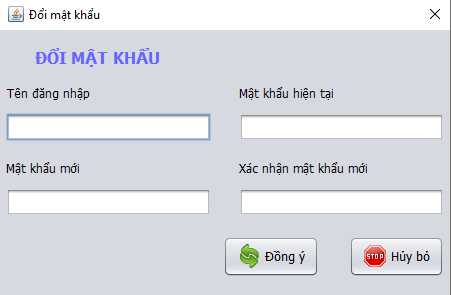 Đổi mật khẩu
ĐỔI MẬT KHẨU
Tên đăng nhập
Mật khẩu hiện tại
Mật khẩu mới
Xác nhận mật khẩu mới
Đồng ý
STOP Hủy bỏ